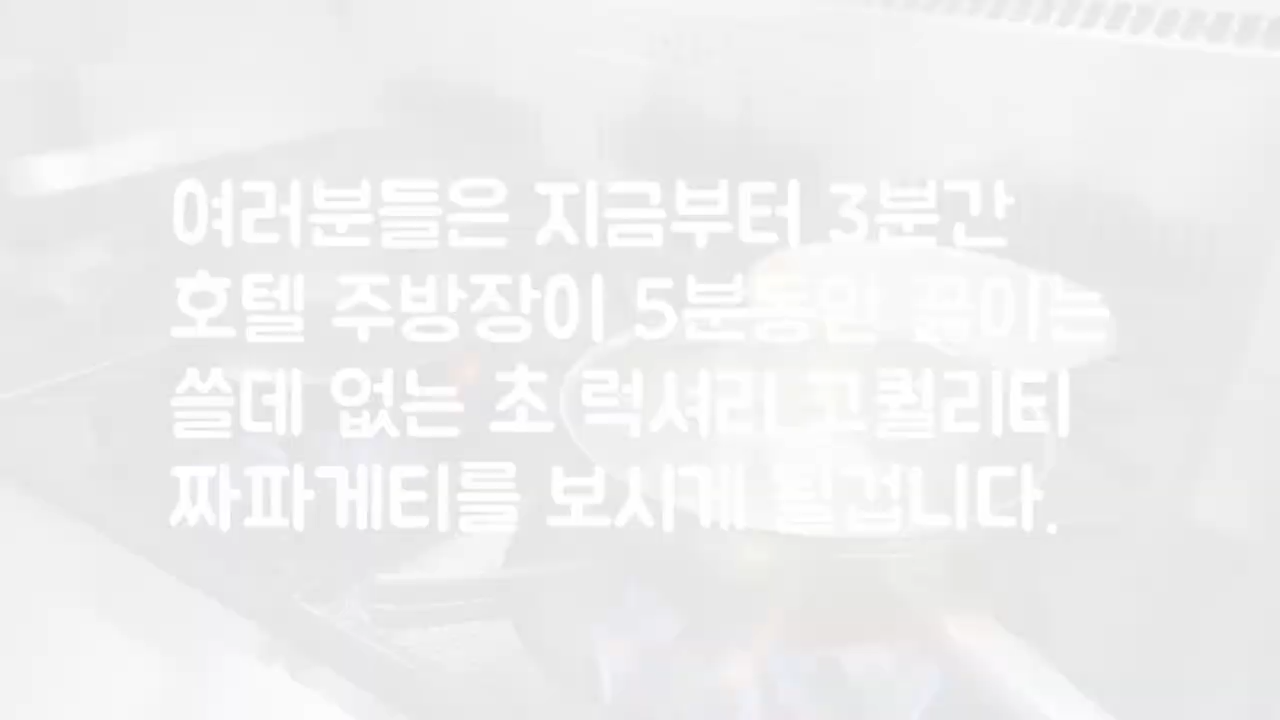 여러분들은 지금부터 3분간
호텔 주방장이 5분동안 끓이는
쓸데 없는 초 럭셔리 고퀄리티
짜파게티를 보시게 될겁니다.